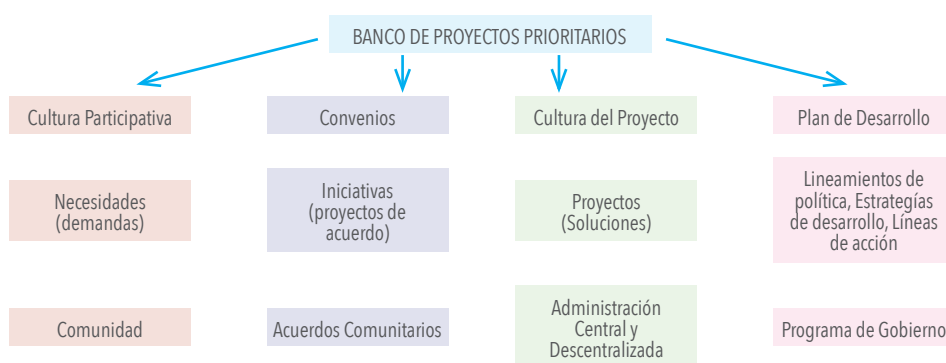 BANCO DE PROYECTOS PRIORITARIOS
Cultura Participativa
Convenios
Cultura del Proyecto
Plan de Desarrollo
Necesidades
(demandas)
Iniciativas
(proyectos de
acuerdo)
Proyectos
(Soluciones)
Lineamientos de
política, Estrategías
de desarrollo, Líneas
de acción
Comunidad
Acuerdos Comunitarios
Administración
Central y
Descentralizada
Programa de Gobierno